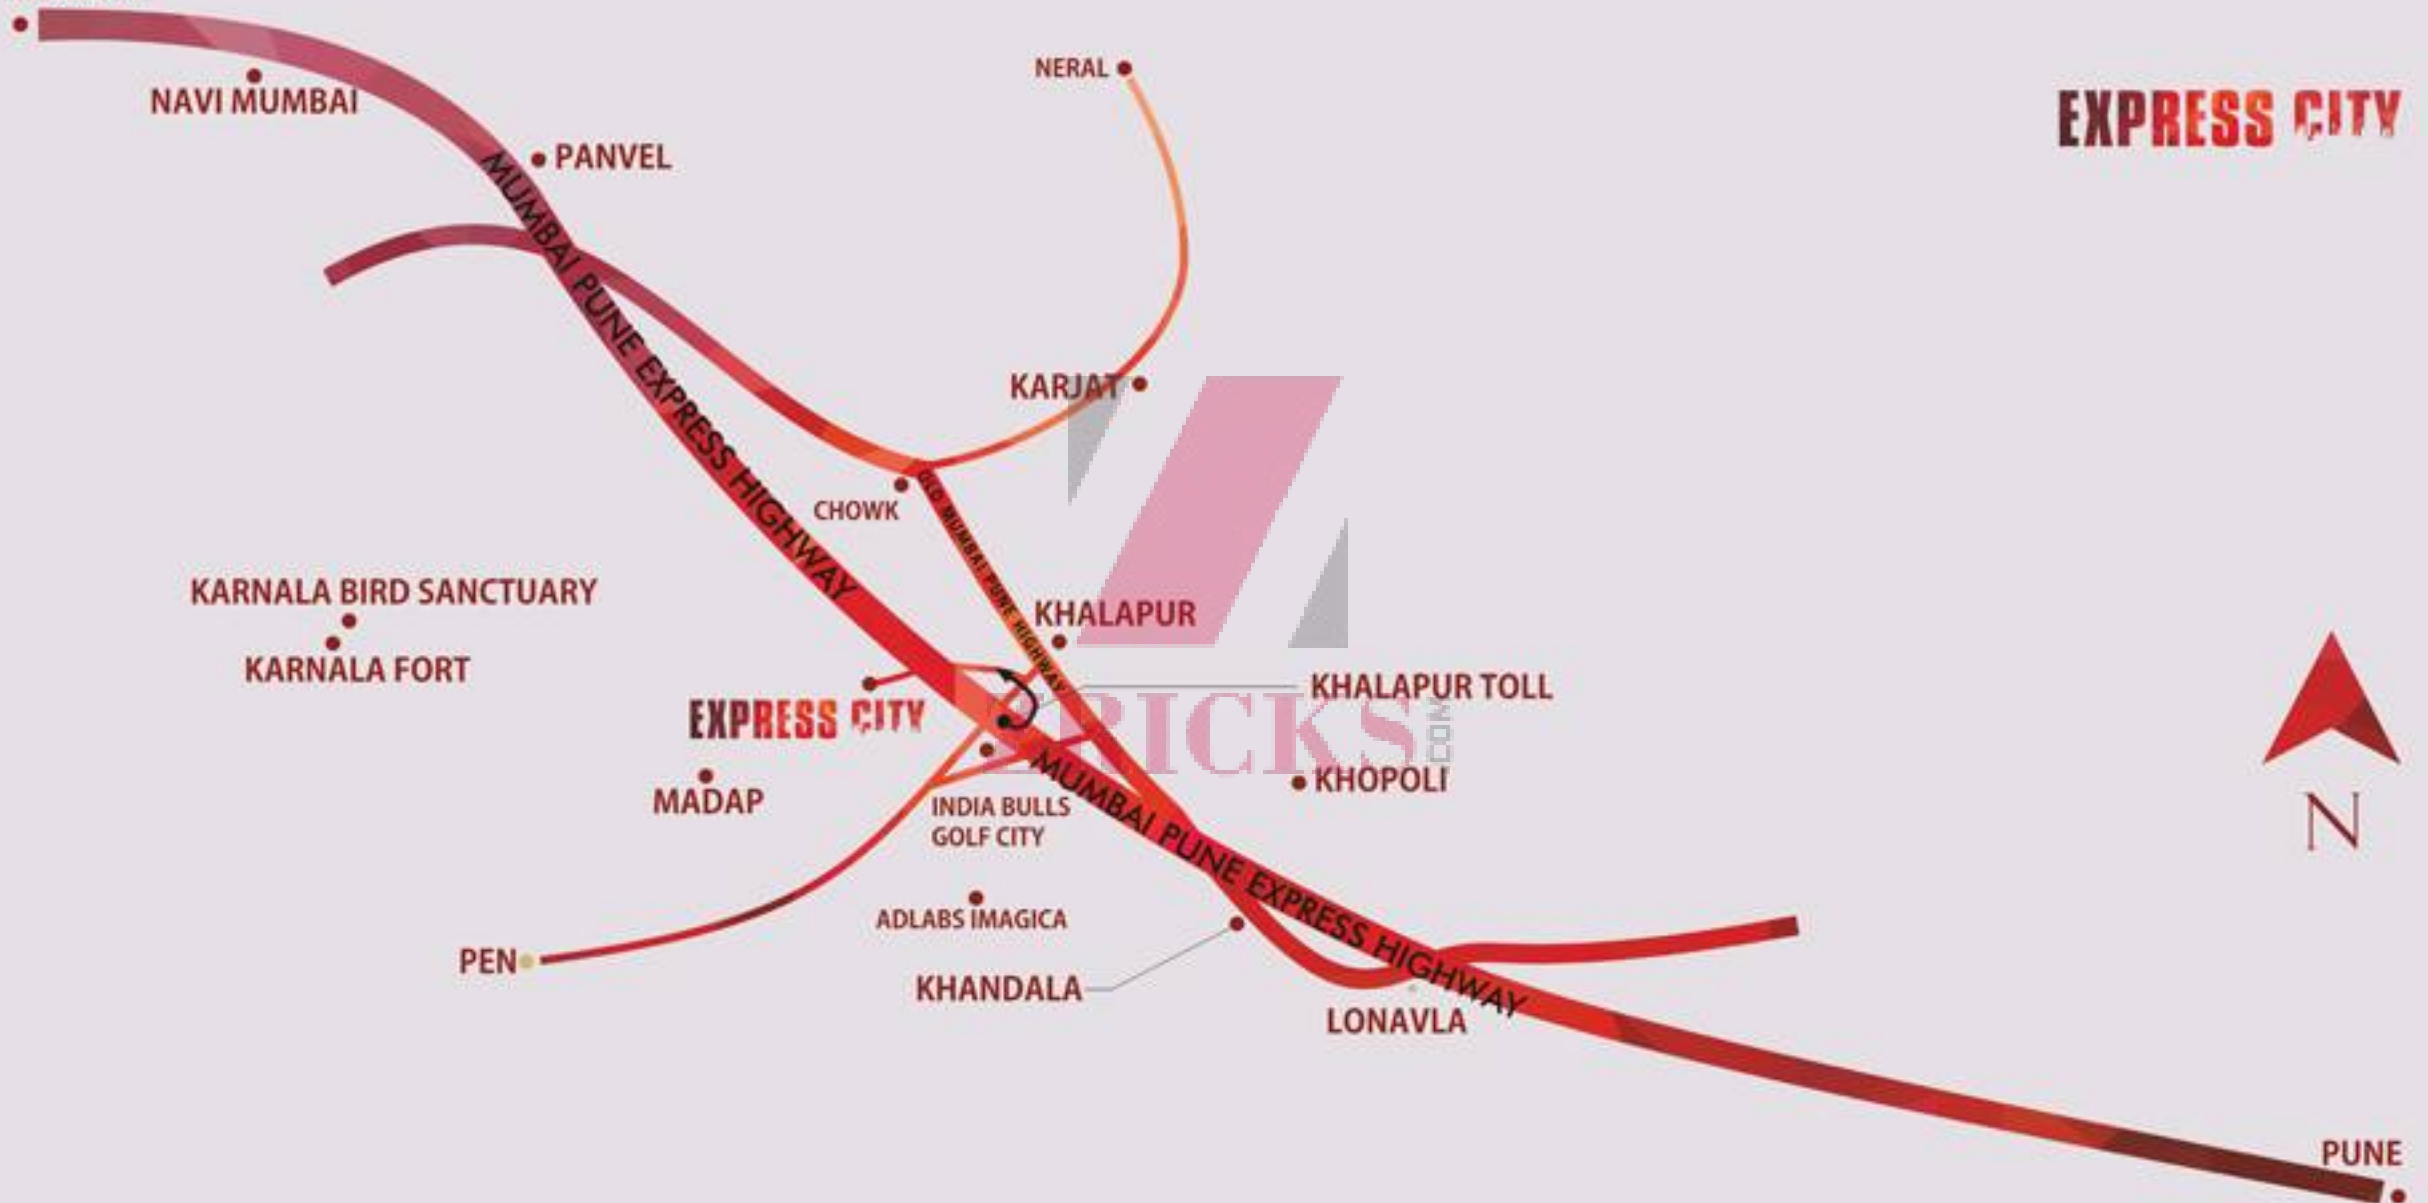 NERAL
EXPRESS CITY
NAVI MUMBAI
PANVEL
MUMBAI PUNE EXPRESS HIGHWAY
KARJAT
CHOWK
OLD MUMBAI PUNE HIGHWAY
KARNALA BIRD SANCTUARY
KHALAPUR
KARNALA FORT
KHALAPUR TOLL
EXPRESS CITY
ZRICKS
.COM
KHOPOLI
MADAP
INDIA BULLS
GOLF CITY
MUMBAI PUNE EXPRESS HIGHWAY
N
ADLABS IMAGICA
PEN
KHANDALA
LONAVLA
PUNE